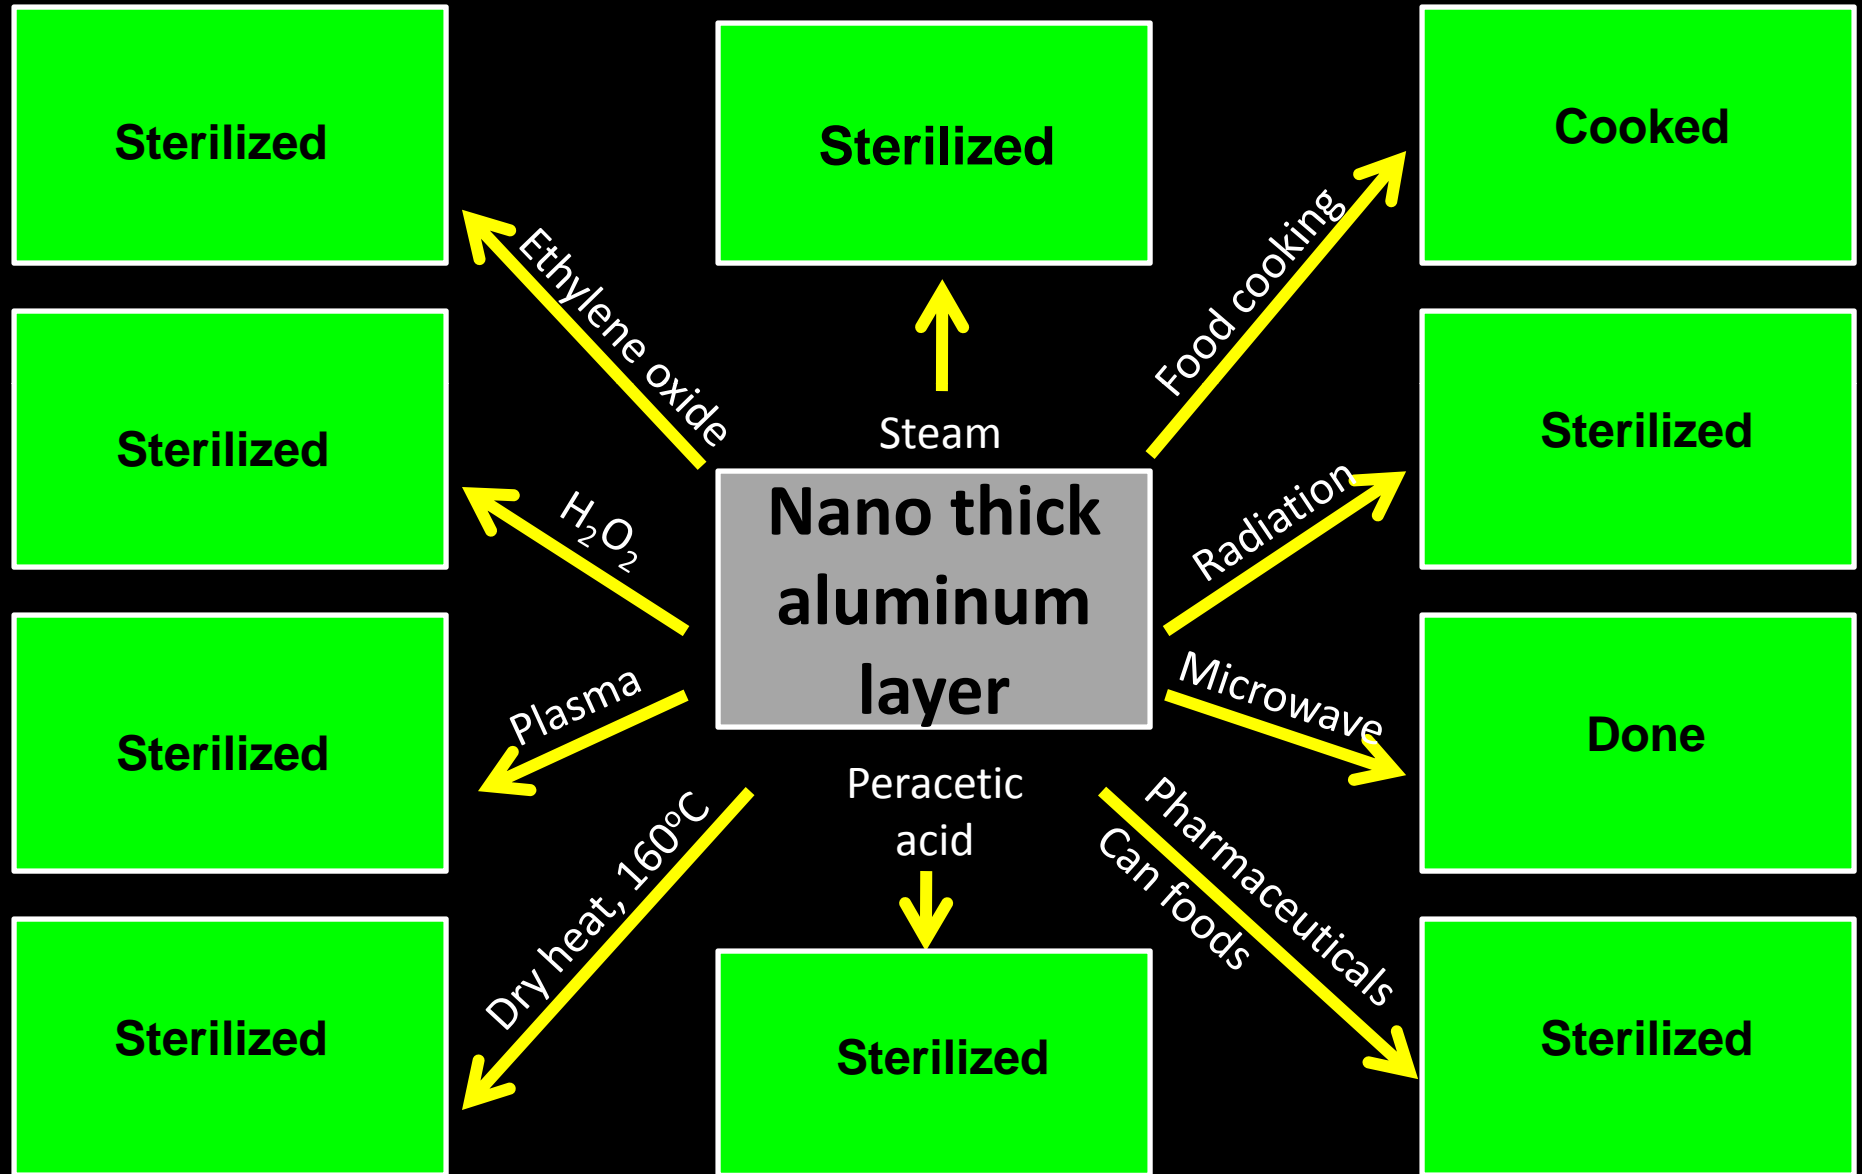 Sterilized
Sterilized
Cooked
Ethylene oxide
Food cooking
Sterilized
Steam
Sterilized
H₂O₂
Nano thick
aluminum
layer
Radiation
Sterilized
Plasma
Microwave
Done
Peracetic
acid
Dry heat, 160ºC
Pharmaceuticals
Can foods
Sterilized
Sterilized
Sterilized